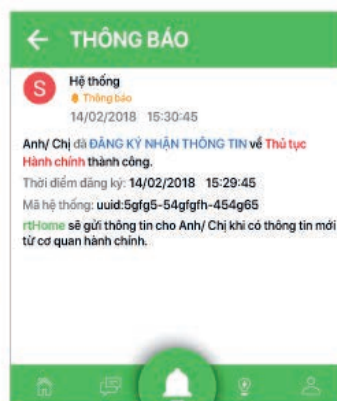 THÔNG BÁO
S
Hệ thống
Thông báo
14/02/2018 15:30:45
Anh/ Chị đã ĐĂNG KÝ NHẬN THÔNG TIN về Thủ tục
Hành chính thành công.
Thời điểm đăng ký: 14/02/2018 15:29:45
Mã hệ thống: uuid:5gfg5-54gfgfh-454g65
rtHome sẽ gửi thông tin cho Anh/ Chị khi có thông tin mới
từ cơ quan hành chính.